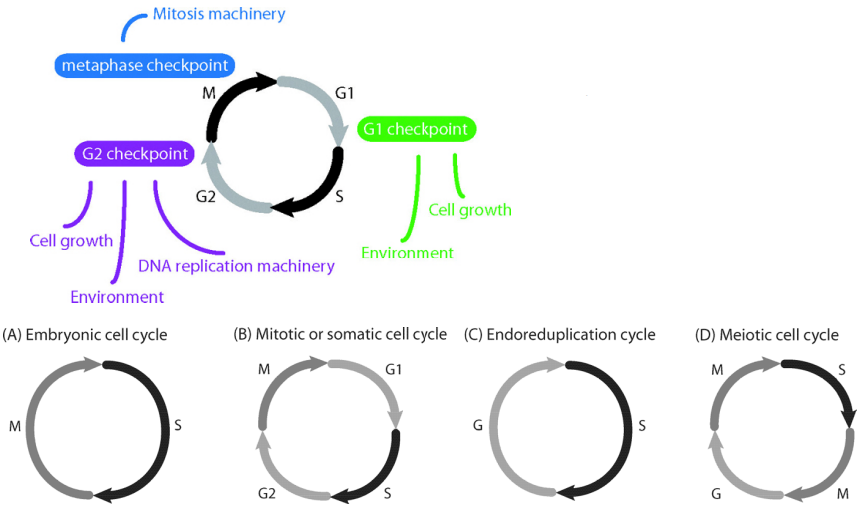 Mitosis machinery
metaphase checkpoint
M
G1
G1 checkpoint
G2 checkpoint
G2
S
Cell growth
Cell growth
Environment
DNA replication machinery
Environment
(A) Embryonic cell cycle
(B) Mitotic or somatic cell cycle
(C) Endoreduplication cycle
(D) Meiotic cell cycle
M
S
M
G1
G2
S
G
S
M
S
G
M